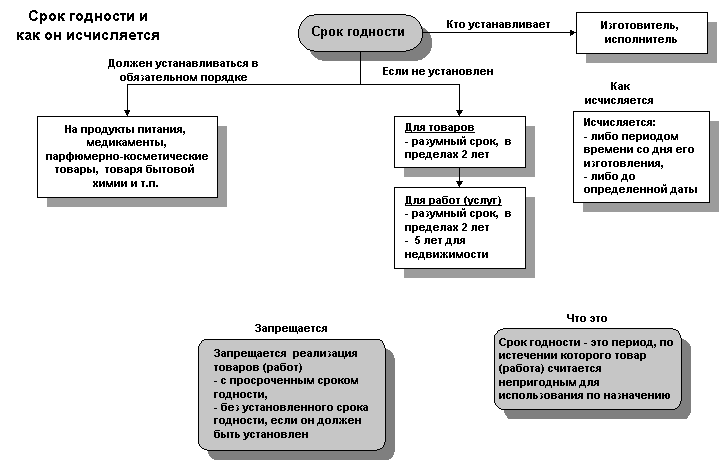 Срок годности и
как он исчисляется
Срок годности
Кто устанавливает
Изготовитель,
исполнитель
Должен устанавливаться в
обязательном порядке
Если не установлен
Как
исчисляется
На продукты питания,
медикаменты,
парфюмерно-косметические
товары, товаря бытовой
химии и т.п.
Для товаров
- разумный срок, в
пределах 2 лет
Исчисляется:
- либо периодом
времени со дня его
изготовления,
- либо до
определенной даты
Для работ (услуг)
- разумный срок, в
пределах 2 лет
- 5 лет для
недвижимости
Запрещается
Запрещается реализация
товаров (работ)
- с просроченным сроком
годности,
- без установленного срока
годности, если он должен
быть установлен
Что это
Срок годности - это период, по
истечении которого товар
(работа) считается
непригодным для
использования по назначению